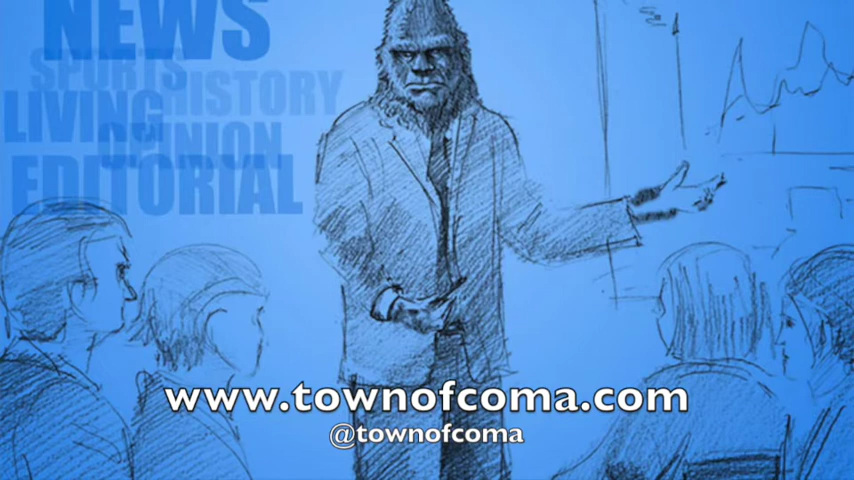 NEWS
SPORTS
HISTORY
LIVING
OPINION
EDITORIAL
www.townofcoma.com
@townofcoma